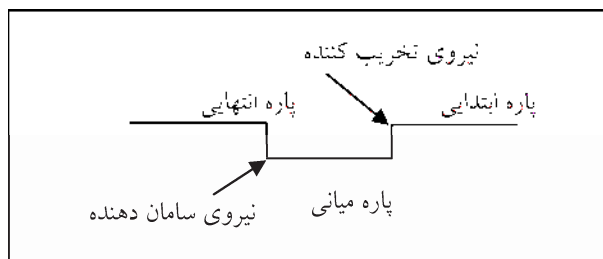 نیروی تخریب کننده
پاره ابتدایی
پاره انتهایی
پاره میانی
نیروی سامان دهنده